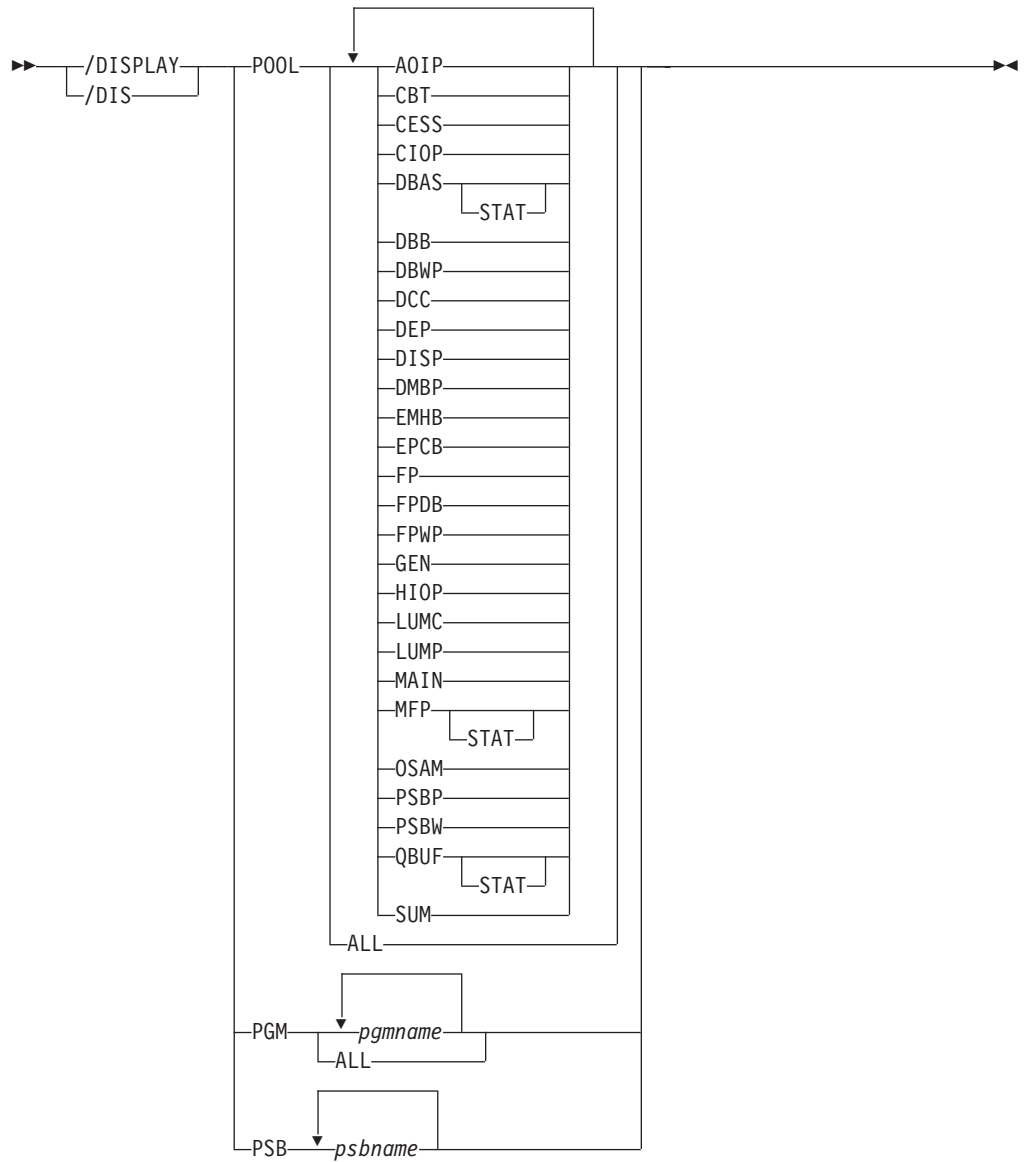 /DISPLAY POOL AOIP
/DIS CBT
CESS
CIOP
DBAS
STAT
DBB
DBWP
DCC
DEP
DISP
DMBP
EMHB
EPCB
FP
FPDB
FPWP
GEN
HIOP
LUMC
LUMP
MAIN
MFP
STAT
OSAM
PSBP
PSBW
QBUF
STAT
SUM
ALL
PGM pgmname
ALL
PSB psbname